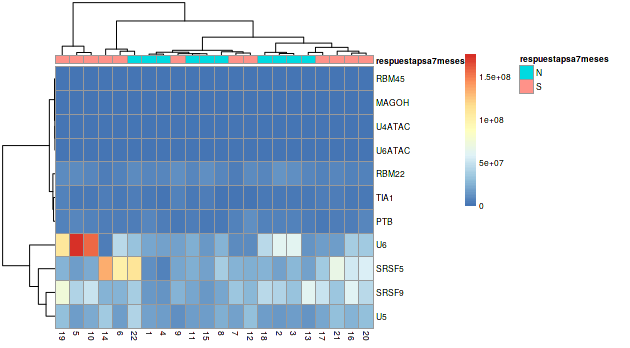 respuestapsa7meses
RBM45
MAGOH
U4ATAC
U6ATAC
RBM22
TIA1
PTB
U6
SRSF5
SRSF9
U5
19 5 10 14 6 22 1 4 9 11 15 8 7 12 18 2 3 13 17 21 16 20
1.5e+08
1e+08
5e+07
0
respuestapsa7meses
N
S